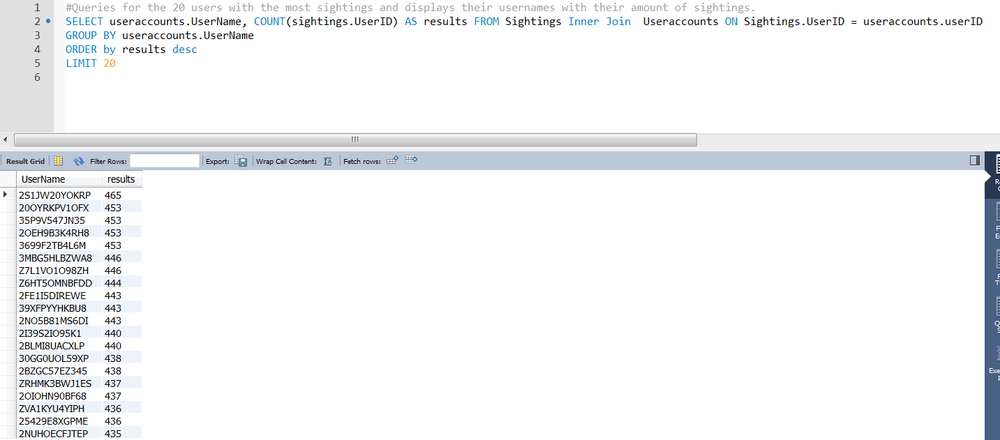 1 #Queries for the 20 users with the most sightings and displays their usernames with their amount of sightings.
2 SELECT useraccounts.UserName, COUNT(sightings.UserID) AS results FROM Sightings Inner Join  Useraccounts ON Sightings.UserID = useraccounts.userID
3 GROUP BY useraccounts.UserName
4 ORDER by results desc
5 LIMIT 20
6
Result Grid Filter Rows: Export: Wrap Cell Content: Fetch rows:
UserName results
2S1JW20YOKRP 465
20OYRKPV1OFX 453
35P9V547JN35 453
2OEH9B3K4RH8 453
3699F2TB4L6M 453
3MBG5HLBZWA8 446
Z7L1VO1O98ZH 446
Z6HT5OMNBFDD 444
2FE1I5DIREWE 443
39XFPYYHKBU8 443
2NO5B81MS6DI 443
2I39S2IO95K1 440
2BLMI8UACXLP 440
30GG0UOL59XP 438
2BZGC57EZ345 438
ZRHMK3BWJ1ES 437
2OIOHN90BF68 437
ZVA1KYU4YIPH 436
25429E8XGPME 436
2NUHOECFJTEP 435